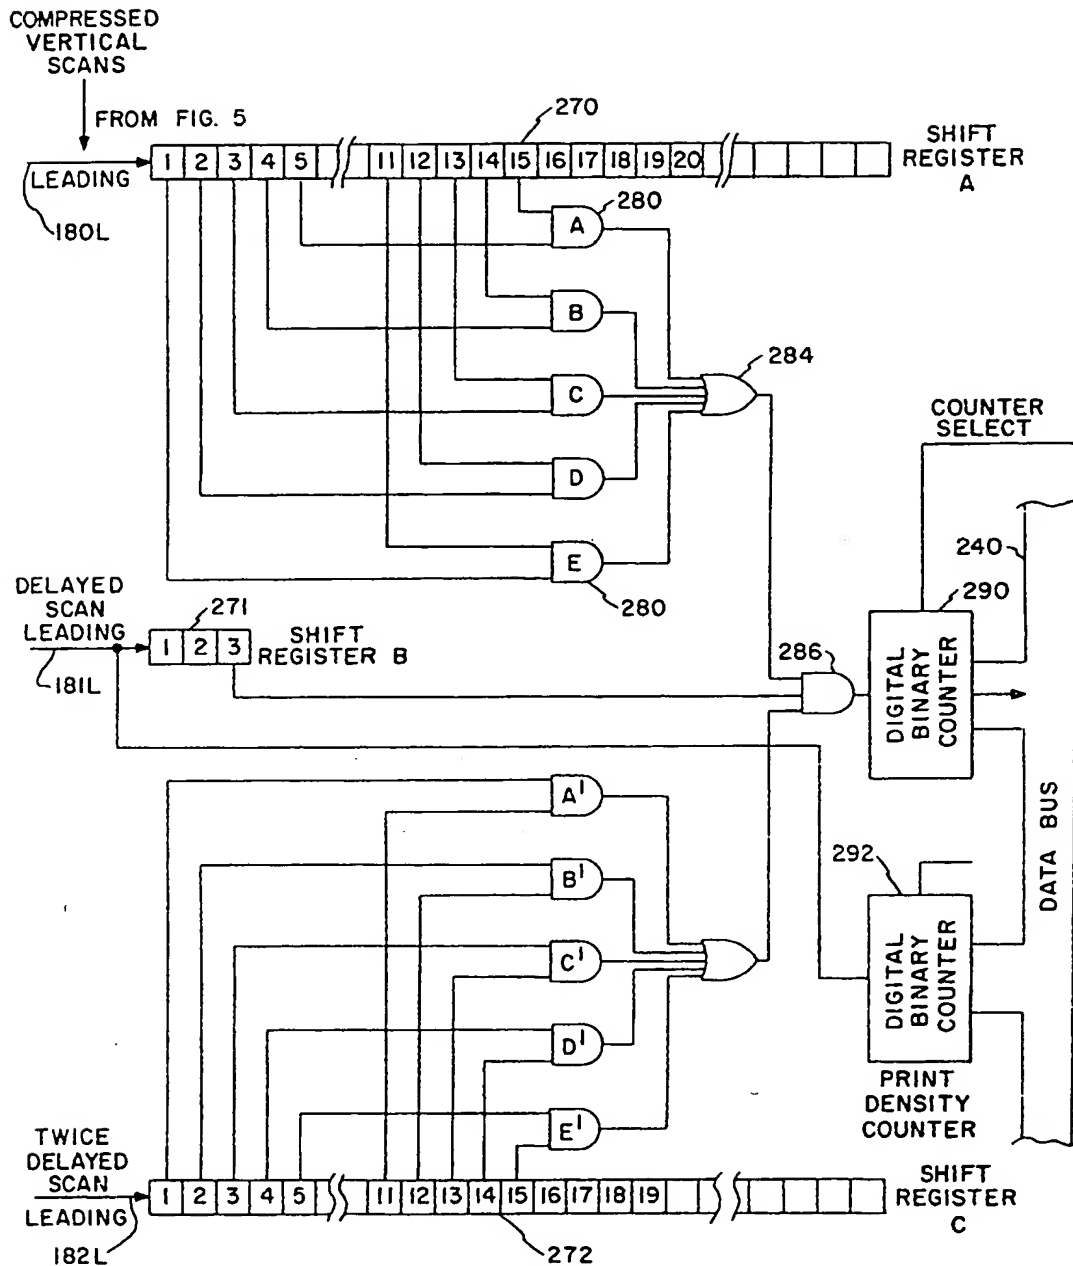 COMPRESSED
VERTICAL
SCANS
FROM FIG. 5
270
SHIFT
REGISTER
A
1 2 3 4 5 11 12 13 14 15 16 17 18 19 20
LEADING
180L
280
A
B
284
C
COUNTER
SELECT
D
240
E
290
280
DELAYED
SCAN
LEADING
271
1 2 3
SHIFT
REGISTER B
181L
286
DIGITAL
BINARY
COUNTER
A'
DATA BUS
292
B'
C'
DIGITAL
BINARY
COUNTER
D'
PRINT
DENSITY
COUNTER
E'
TWICE
DELAYED
SCAN
LEADING
1 2 3 4 5 11 12 13 14 15 16 17 18 19
SHIFT
REGISTER
C
182L
272